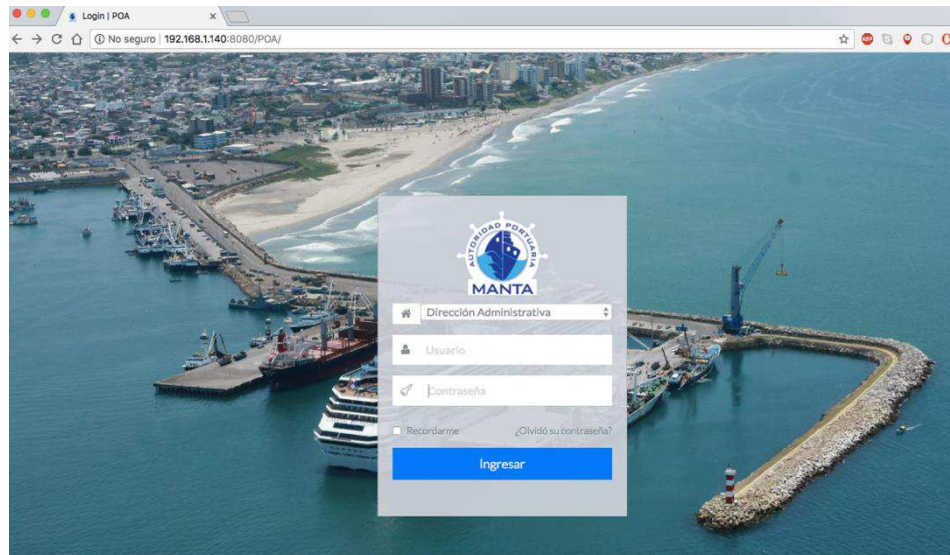 Login | POA
No seguro | 192.168.1.140:8080/POA/
ABP
AUTORIDAD PORTUARIA
MANTA
Dirección Administrativa
Usuario
Contraseña
Recordarme ¿Olvidó su contraseña?
Ingresar